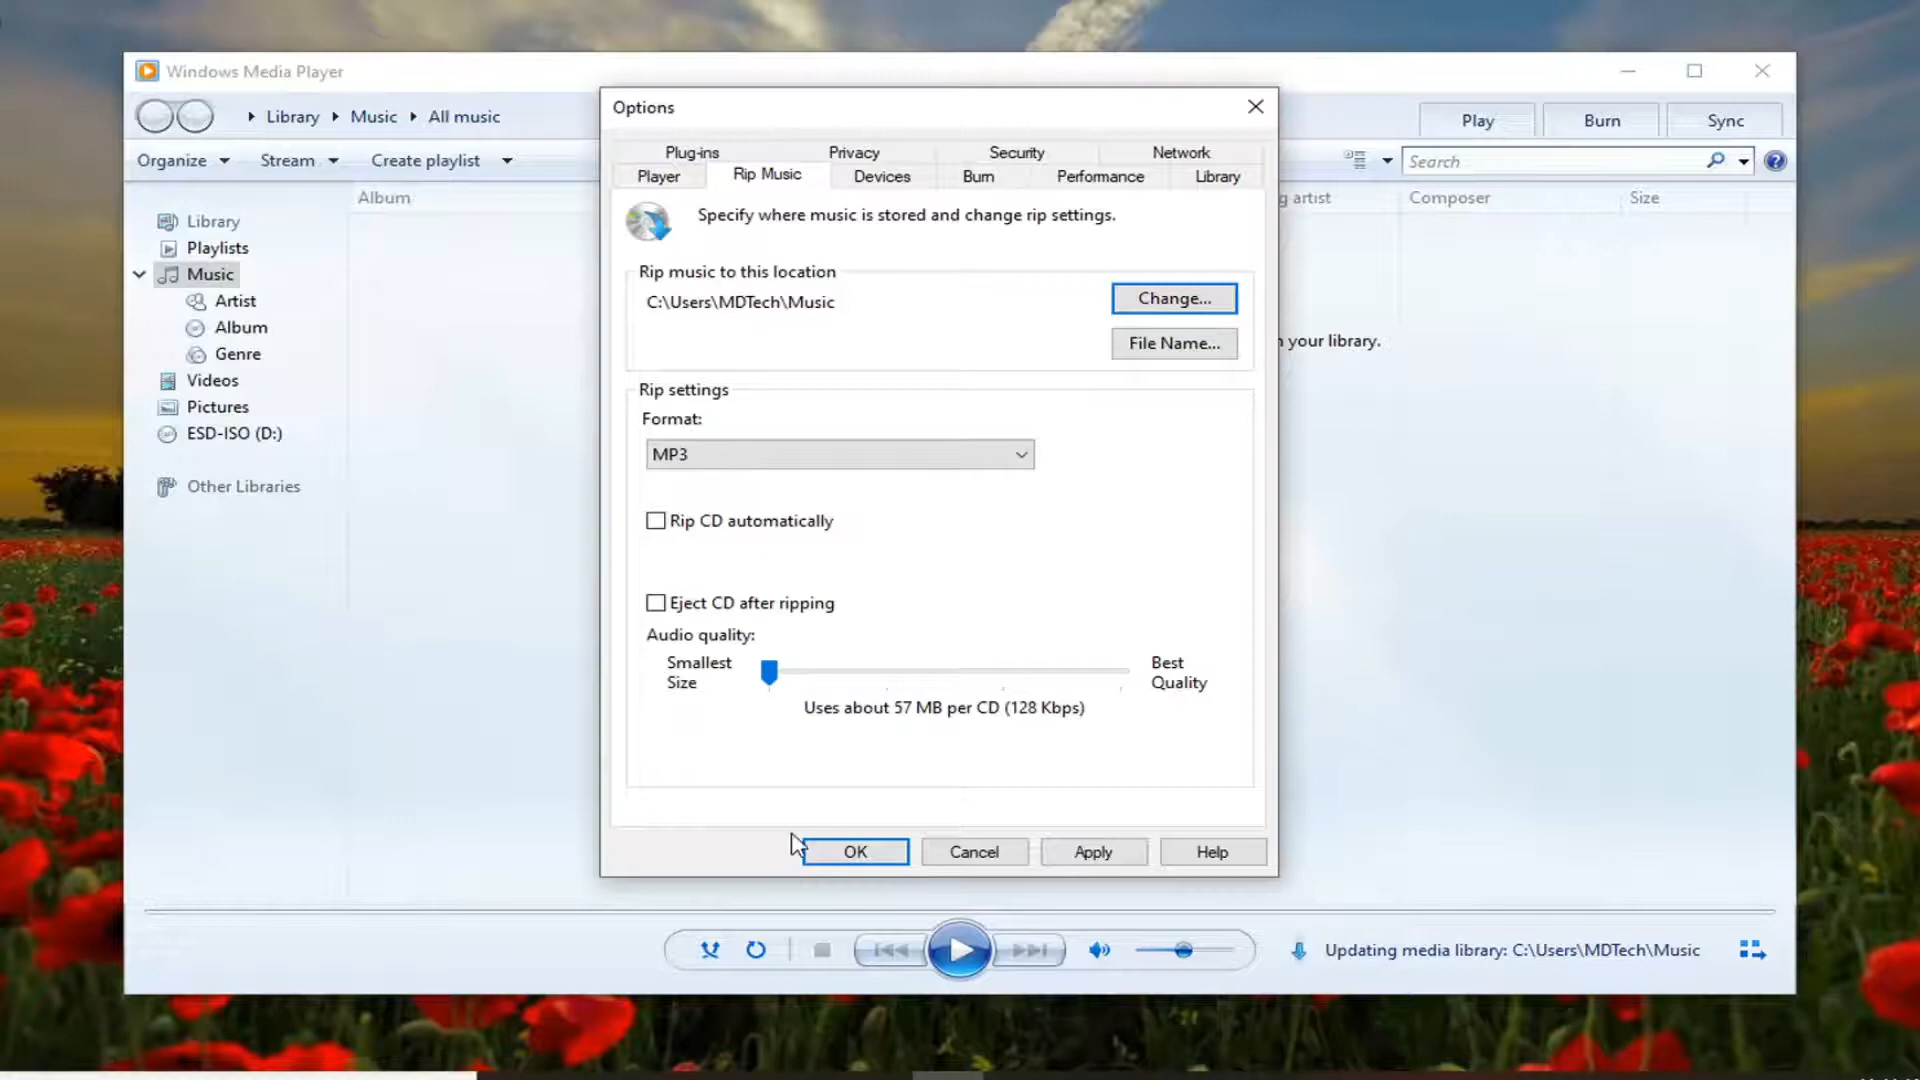 Windows Media Player
Library Music All music
Play Burn Sync
Organize Stream Create playlist
Search
Album
Composer
Size
Library
Playlists
Music
Artist
Album
Genre
Videos
Pictures
ESD-ISO (D:)
Other Libraries
g artist
your library.
Options
Plug-ins Privacy Security Network
Player Rip Music Devices Burn Performance Library
Specify where music is stored and change rip settings.
Rip music to this location
C:\Users\MDTech\Music
Change...
File Name...
Rip settings
Format:
MP3
Rip CD automatically
Eject CD after ripping
Audio quality:
Smallest
Size
Best
Quality
Uses about 57 MB per CD (128 Kbps)
OK Cancel Apply Help
Updating media library: C:\Users\MDTech\Music